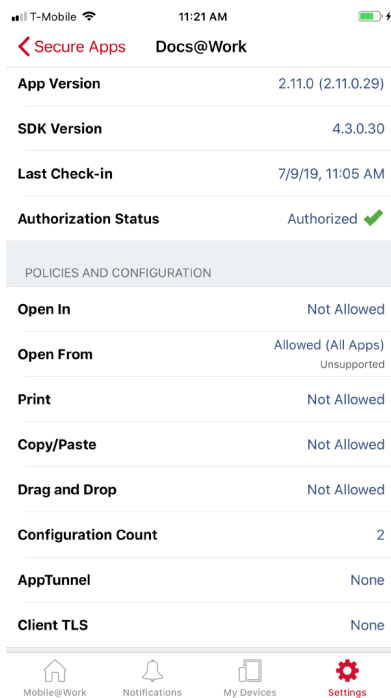 T-Mobile 11:21 AM
Secure Apps Docs@Work
App Version 2.11.0 (2.11.0.29)
SDK Version 4.3.0.30
Last Check-in 7/9/19, 11:05 AM
Authorization Status Authorized
POLICIES AND CONFIGURATION
Open In Not Allowed
Open From Allowed (All Apps)
Unsupported
Print Not Allowed
Copy/Paste Not Allowed
Drag and Drop Not Allowed
Configuration Count 2
AppTunnel None
Client TLS None
Mobile@Work Notifications My Devices Settings